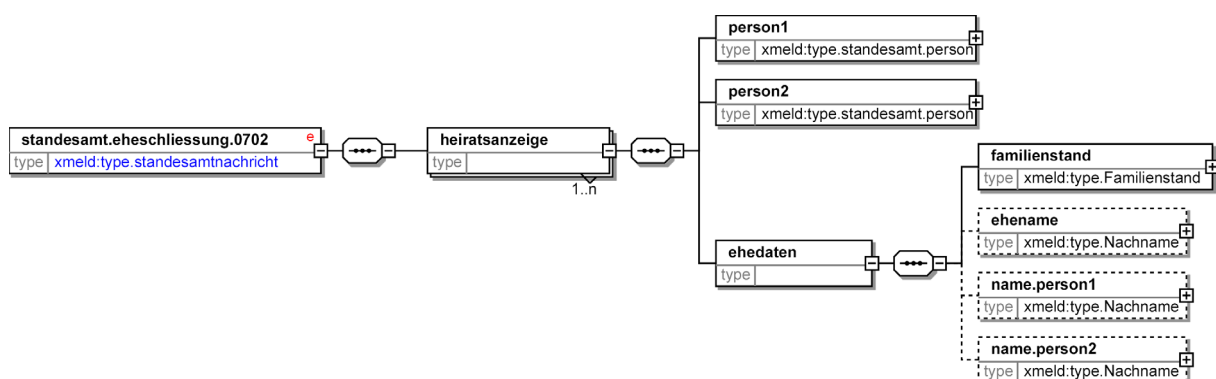 person1
type xmeld:type.standesamt.person
person2
type xmeld:type.standesamt.person
standesamt.eheschliessung.0702 e
type xmeld:type.standesamtnachricht
heiratsanzeige
type
1..n
ehedaten
type
familienstand
type xmeld:type.Familienstand
ehename
type xmeld:type.Nachname
name.person1
type xmeld:type.Nachname
name.person2
type xmeld:type.Nachname